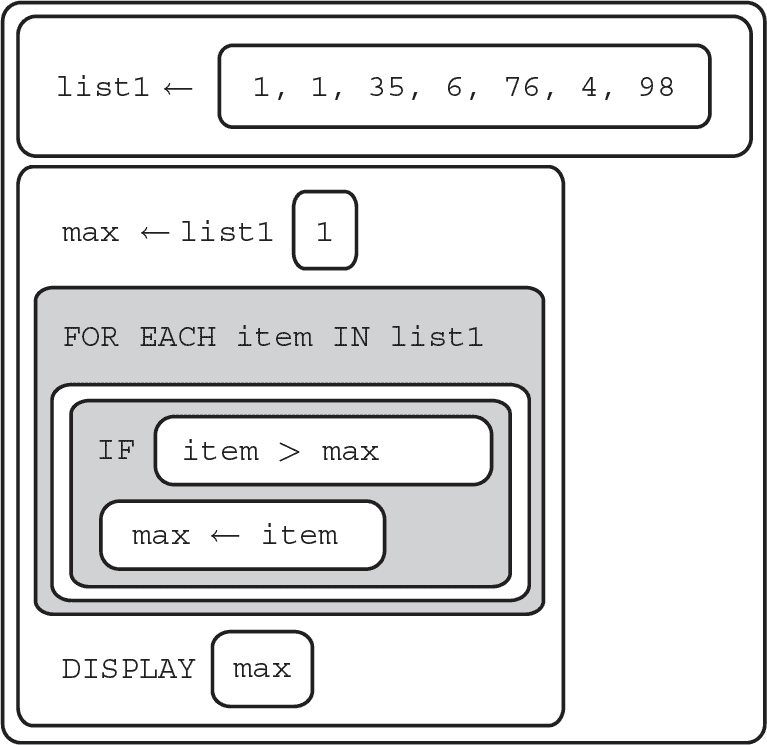 list1 ← 1, 1, 35, 6, 76, 4, 98
max ← list1 1
FOR EACH item IN list1
IF item > max
max ← item
DISPLAY max